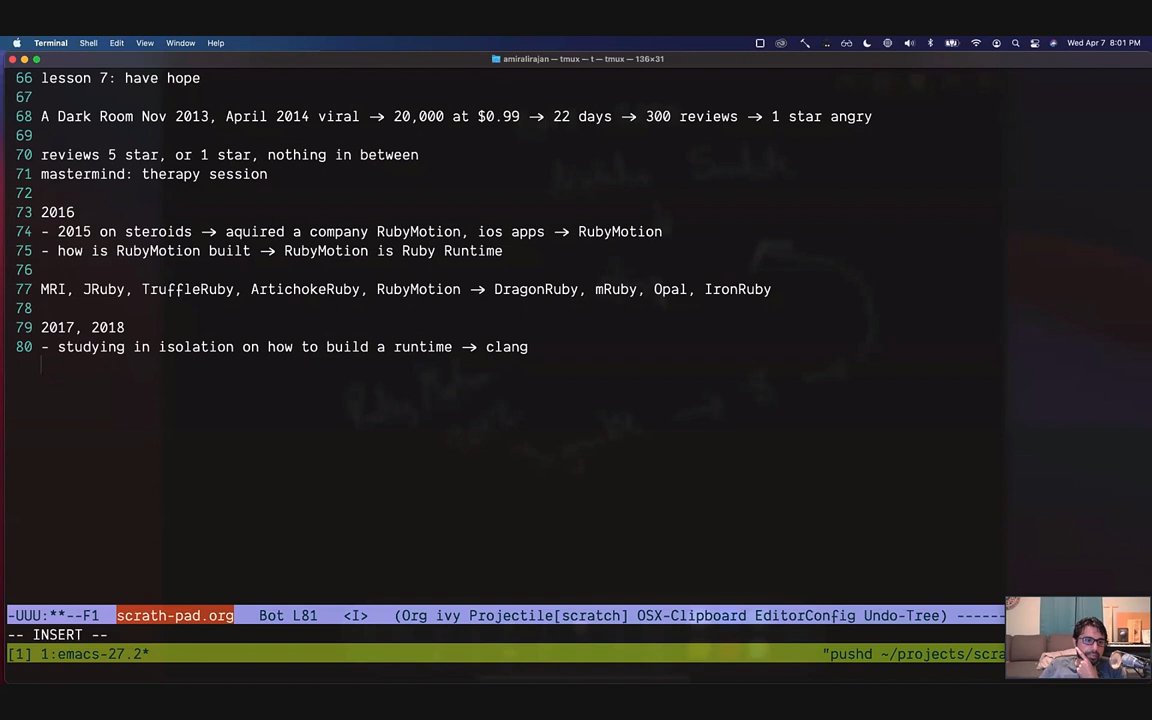 Terminal Shell Edit View Window Help Wed Apr 7 8:01 PM
amiralirajan — tmux — t — tmux — 136×31
66 lesson 7: have hope
67
68 A Dark Room Nov 2013, April 2014 viral → 20,000 at $0.99 → 22 days → 300 reviews → 1 star angry
69
70 reviews 5 star, or 1 star, nothing in between
71 mastermind: therapy session
72
73 2016
74 - 2015 on steroids → aquired a company RubyMotion, ios apps → RubyMotion
75 - how is RubyMotion built → RubyMotion is Ruby Runtime
76
77 MRI, JRuby, TruffleRuby, ArtichokeRuby, RubyMotion → DragonRuby, mRuby, Opal, IronRuby
78
79 2017, 2018
80 - studying in isolation on how to build a runtime → clang
-UUU:**--F1 scrath-pad.org Bot L81 <I> (Org ivy Projectile[scratch] OSX-Clipboard EditorConfig Undo-Tree) ------
-- INSERT --
[1] 1:emacs-27.2* "pushd ~/projects/scra